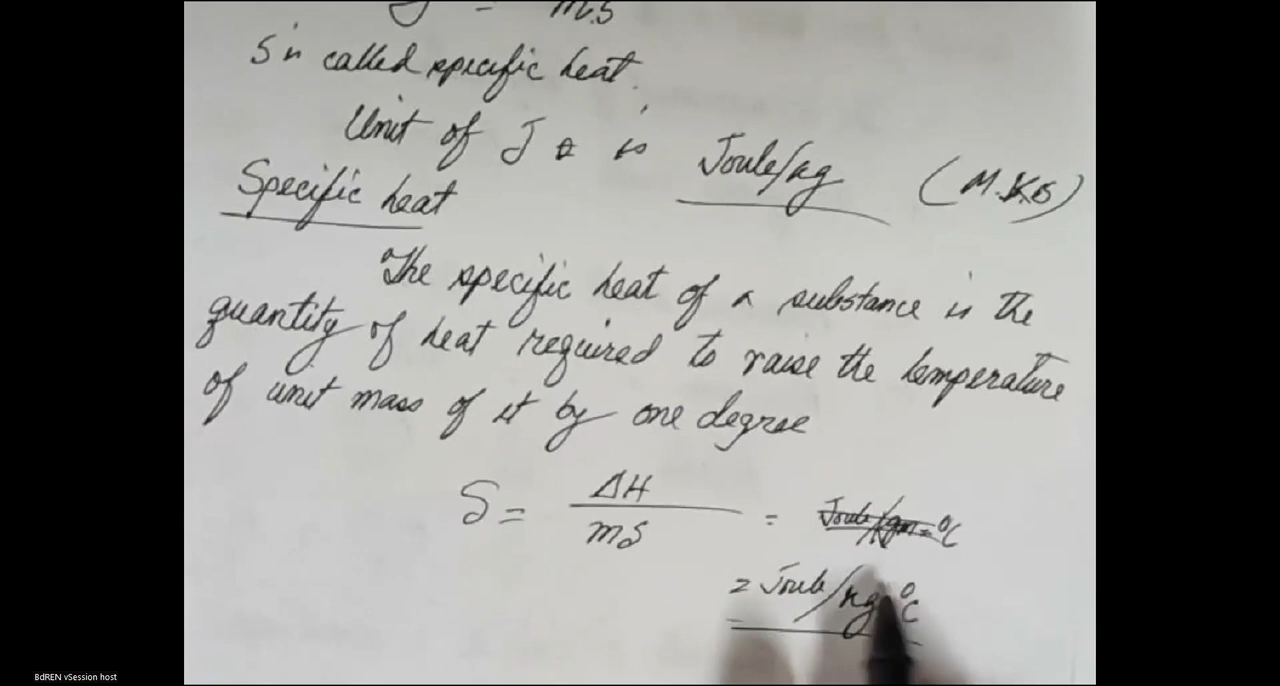 = m.s
S is called specific heat.
Unit of J θ is Joule/kg (M.K.S)
Specific heat
The specific heat of a substance is the
quantity of heat required to raise the temperature
of unit mass of it by one degree
S = ΔH / mS = Joule/gm-°C
= Joule/kg °C
BdREN vSession host